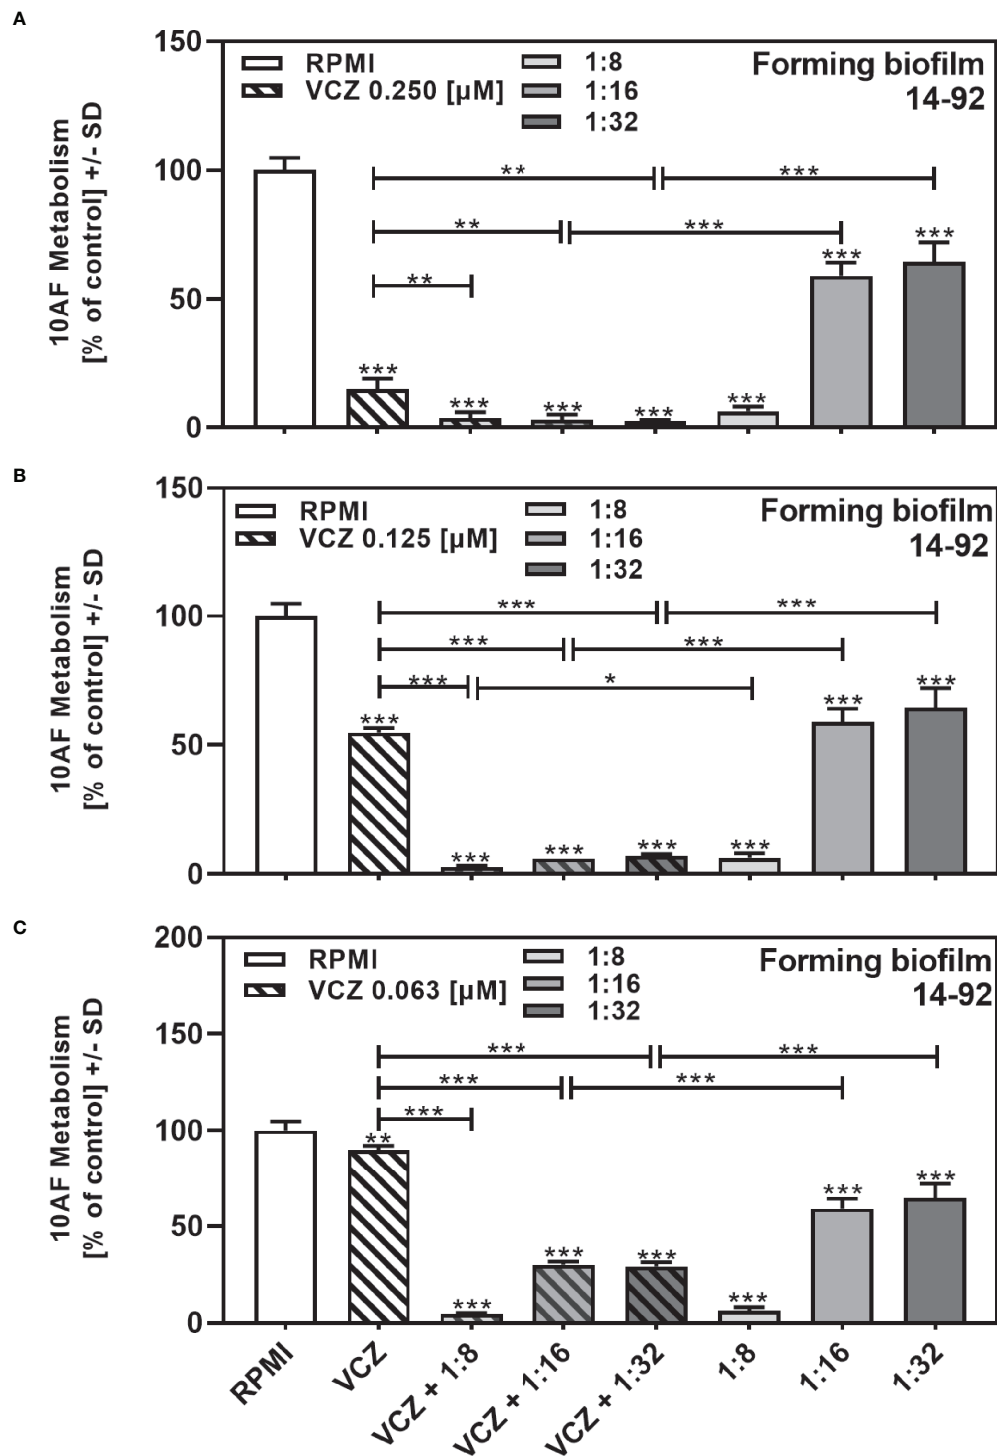 A
10AF Metabolism
[% of control] +/- SD
150
100
50
0
RPMI
VCZ 0.250 [µM]
1:8
1:16
1:32
Forming biofilm
14-92
** ***
** ***
**
***
***
***
***
***
***
***
B
10AF Metabolism
[% of control] +/- SD
150
100
50
0
RPMI
VCZ 0.125 [µM]
1:8
1:16
1:32
Forming biofilm
14-92
*** ***
*** ***
*** *
***
***
***
***
***
***
***
C
10AF Metabolism
[% of control] +/- SD
200
150
100
50
0
RPMI
VCZ 0.063 [µM]
1:8
1:16
1:32
Forming biofilm
14-92
*** ***
*** ***
***
**
***
***
***
***
***
***
RPMI
VCZ
VCZ + 1:8
VCZ + 1:16
VCZ + 1:32
1:8
1:16
1:32